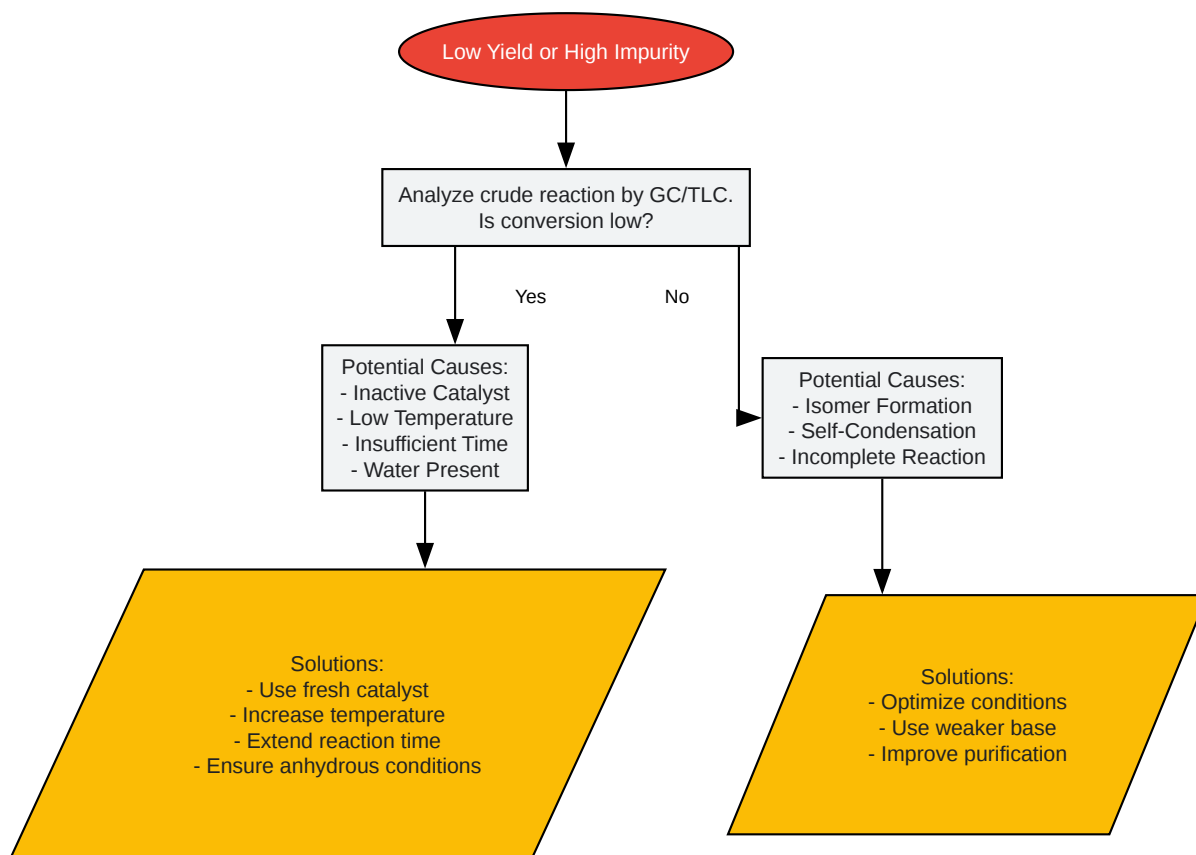 Low Yield or High Impurity
Analyze crude reaction by GC/TLC.
Is conversion low?
Yes
No
Potential Causes:
- Inactive Catalyst
- Low Temperature
- Insufficient Time
- Water Present
Potential Causes:
- Isomer Formation
- Self-Condensation
- Incomplete Reaction
Solutions:
- Use fresh catalyst
- Increase temperature
- Extend reaction time
- Ensure anhydrous conditions
Solutions:
- Optimize conditions
- Use weaker base
- Improve purification